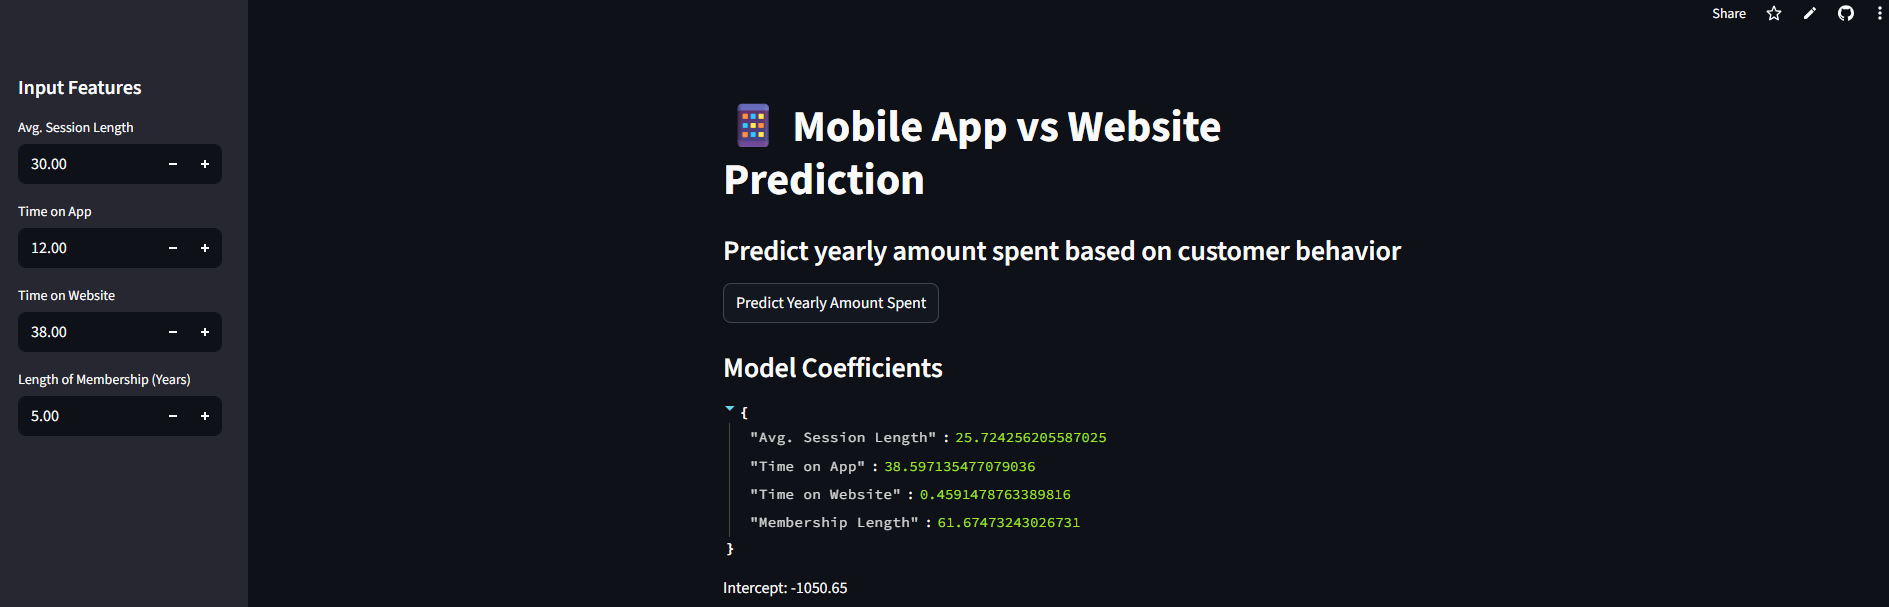 Share
Input Features
Avg. Session Length
30.00
Time on App
12.00
Time on Website
38.00
Length of Membership (Years)
5.00
Mobile App vs Website
Prediction
Predict yearly amount spent based on customer behavior
Predict Yearly Amount Spent
Model Coefficients
{
"Avg. Session Length" : 25.724256205587025
"Time on App" : 38.597135477079036
"Time on Website" : 0.4591478763389816
"Membership Length" : 61.67473243026731
}
Intercept: -1050.65